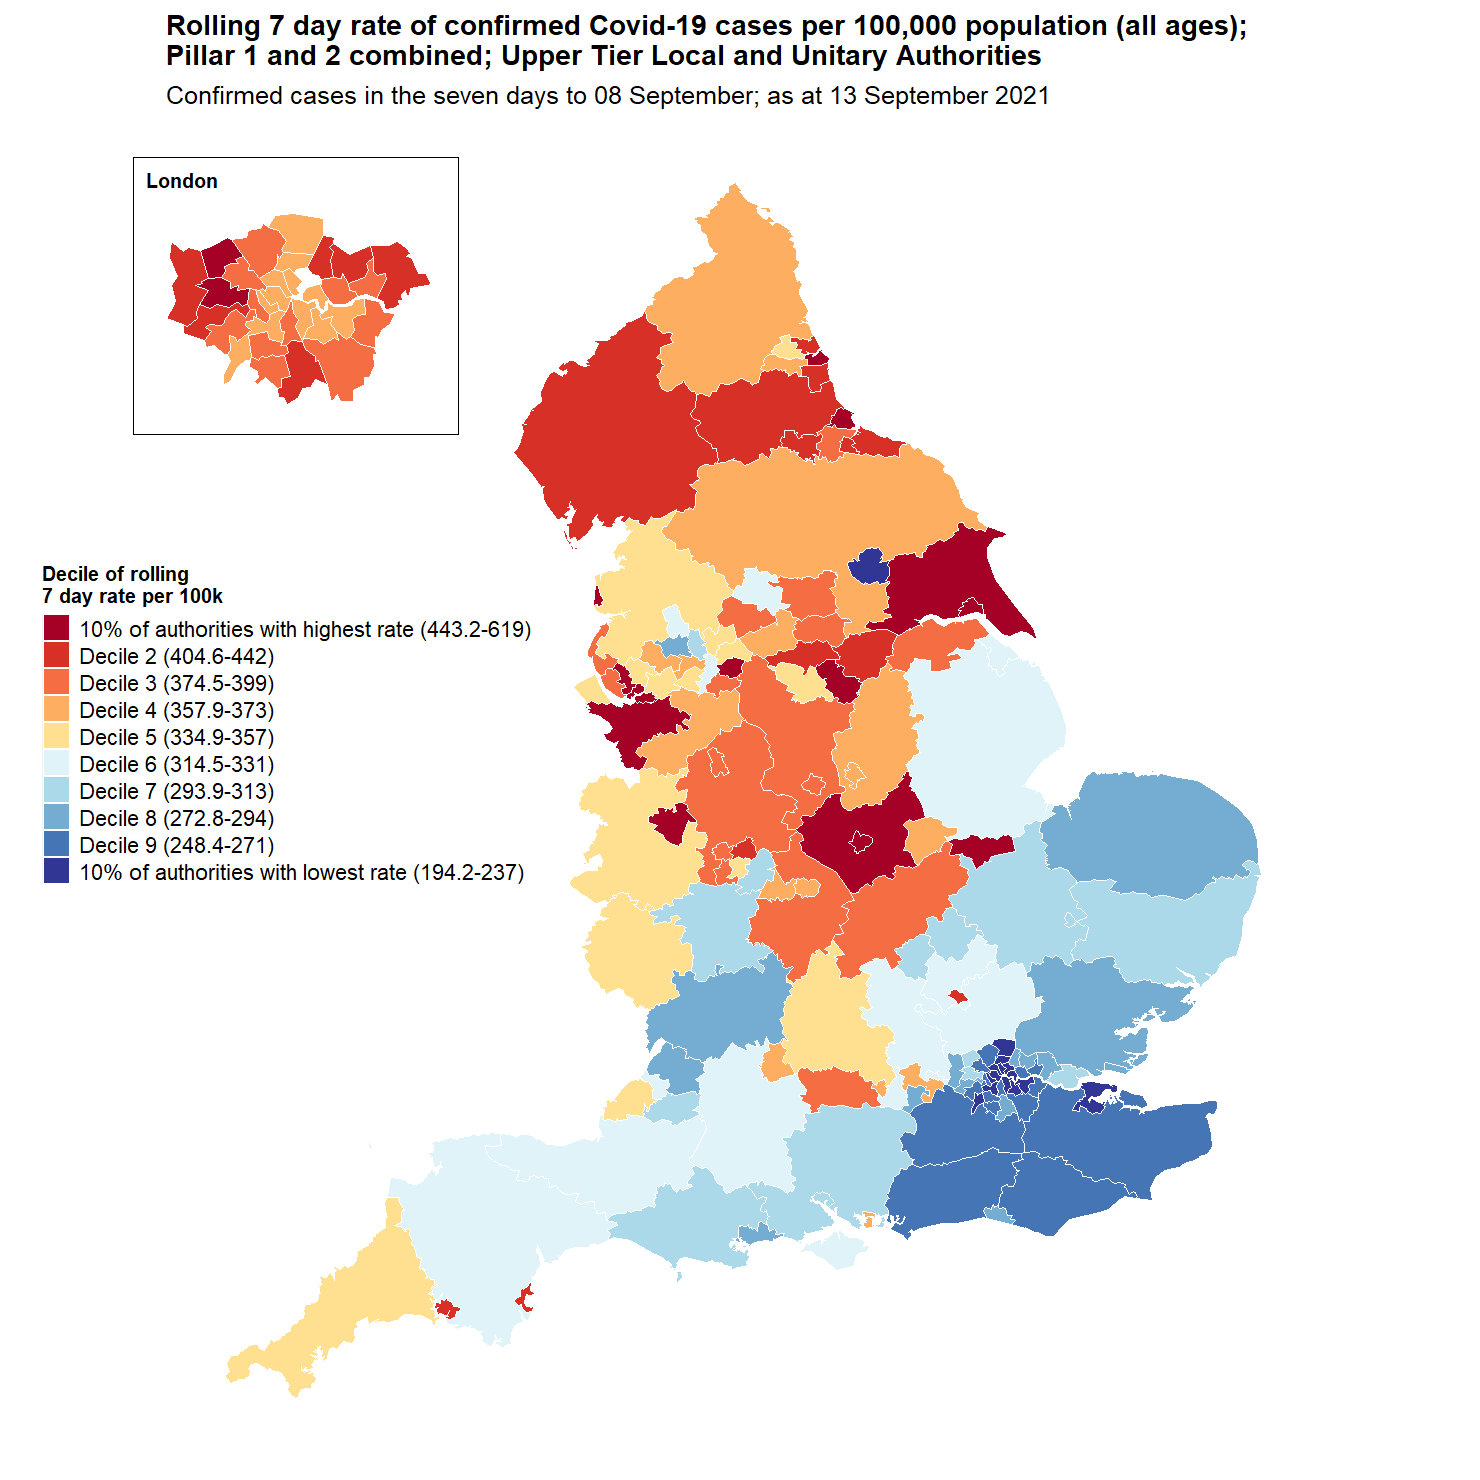 Rolling 7 day rate of confirmed Covid-19 cases per 100,000 population (all ages);
Pillar 1 and 2 combined; Upper Tier Local and Unitary Authorities
Confirmed cases in the seven days to 08 September; as at 13 September 2021
London
Decile of rolling
7 day rate per 100k
10% of authorities with highest rate (443.2-619)
Decile 2 (404.6-442)
Decile 3 (374.5-399)
Decile 4 (357.9-373)
Decile 5 (334.9-357)
Decile 6 (314.5-331)
Decile 7 (293.9-313)
Decile 8 (272.8-294)
Decile 9 (248.4-271)
10% of authorities with lowest rate (194.2-237)